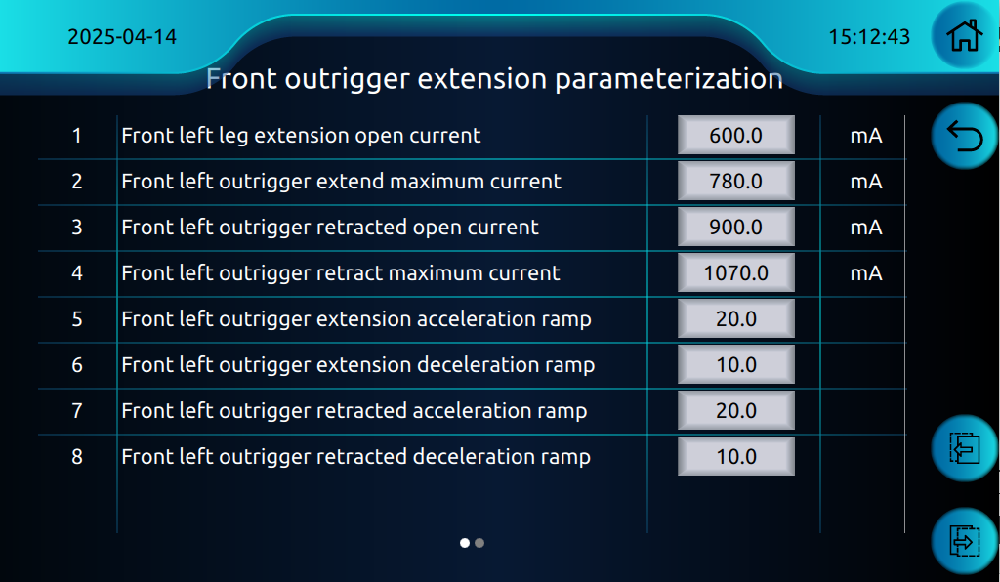 2025-04-14
15:12:43
Front outrigger extension parameterization
1 Front left leg extension open current 600.0 mA
2 Front left outrigger extend maximum current 780.0 mA
3 Front left outrigger retracted open current 900.0 mA
4 Front left outrigger retract maximum current 1070.0 mA
5 Front left outrigger extension acceleration ramp 20.0
6 Front left outrigger extension deceleration ramp 10.0
7 Front left outrigger retracted acceleration ramp 20.0
8 Front left outrigger retracted deceleration ramp 10.0